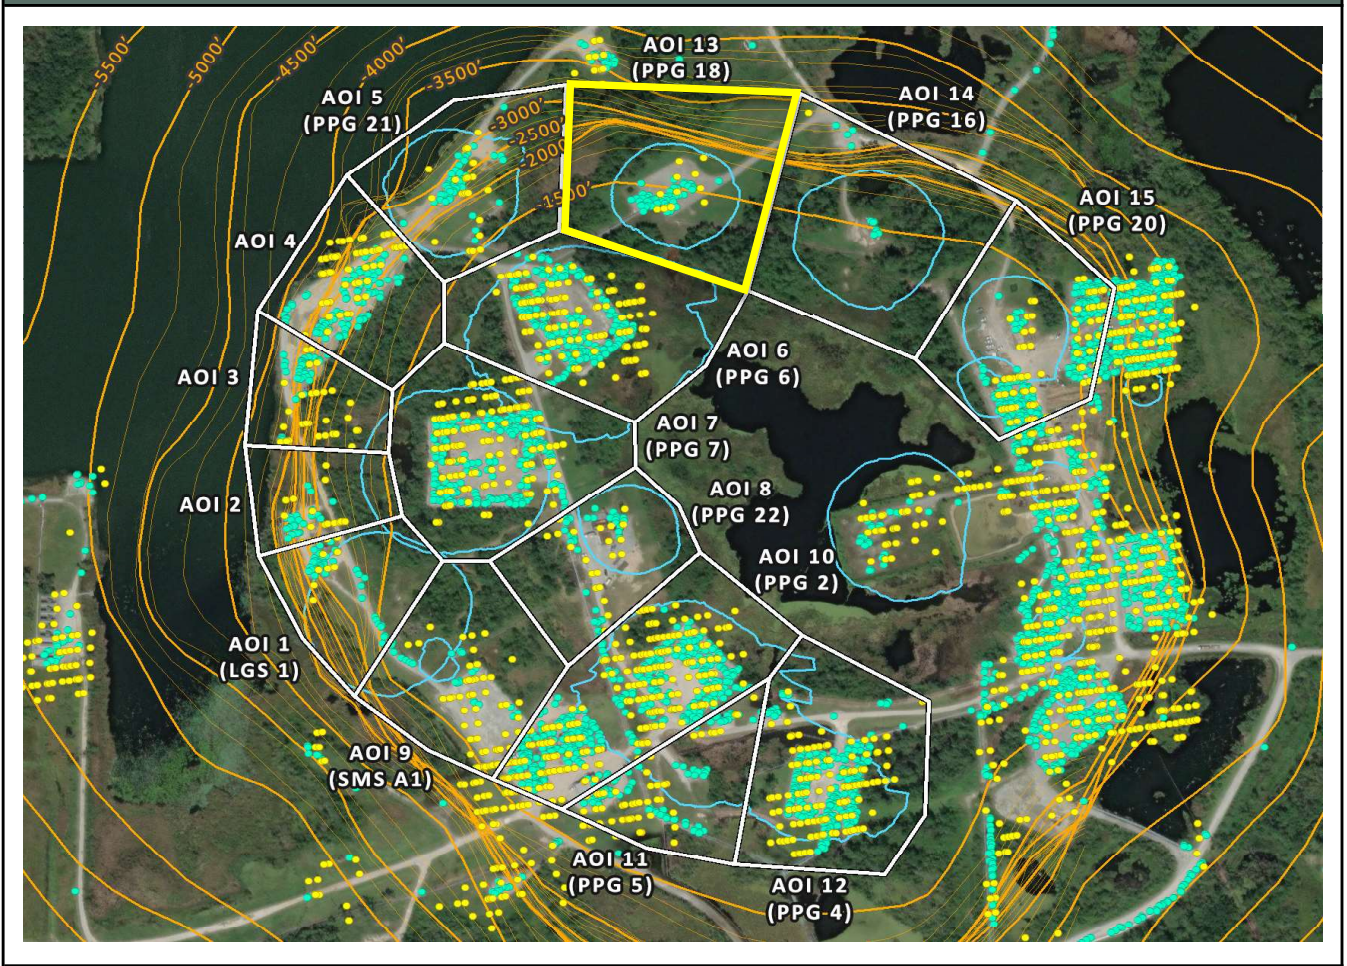 -5500'
-5000'
-4500'
-4000'
-3500'
-3000'
-2500'
-2000'
-1500'
AOI 13
(PPG 18)
AOI 5
(PPG 21)
AOI 14
(PPG 16)
AOI 15
(PPG 20)
AOI 4
AOI 3
AOI 6
(PPG 6)
AOI 7
(PPG 7)
AOI 2
AOI 8
(PPG 22)
AOI 10
(PPG 2)
AOI 1
(LGS 1)
AOI 9
(SMS A1)
AOI 11
(PPG 5)
AOI 12
(PPG 4)